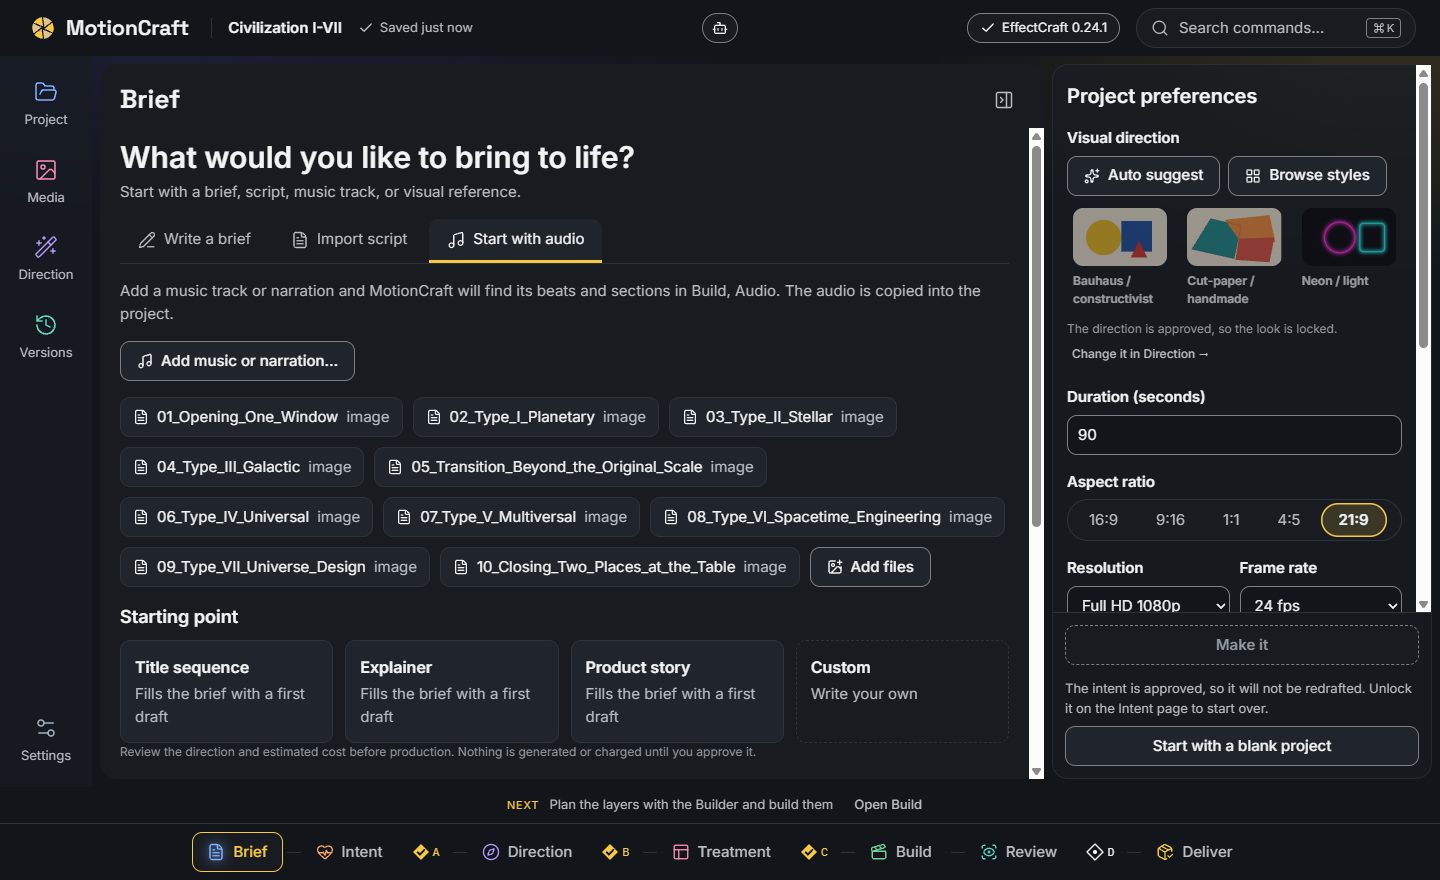 MotionCraft
Civilization I-VII
Saved just now
EffectCraft 0.24.1
Search commands...
⌘K
Project
Media
Direction
Versions
Settings
Brief
What would you like to bring to life?
Start with a brief, script, music track, or visual reference.
Write a brief
Import script
Start with audio
Add a music track or narration and MotionCraft will find its beats and sections in Build, Audio. The audio is copied into the
project.
Add music or narration...
01_Opening_One_Window image
02_Type_I_Planetary image
03_Type_II_Stellar image
04_Type_III_Galactic image
05_Transition_Beyond_the_Original_Scale image
06_Type_IV_Universal image
07_Type_V_Multiversal image
08_Type_VI_Spacetime_Engineering image
09_Type_VII_Universe_Design image
10_Closing_Two_Places_at_the_Table image
Add files
Starting point
Title sequence
Fills the brief with a first
draft
Explainer
Fills the brief with a first
draft
Product story
Fills the brief with a first
draft
Custom
Write your own
Review the direction and estimated cost before production. Nothing is generated or charged until you approve it.
Project preferences
Visual direction
Auto suggest
Browse styles
Bauhaus /
constructivist
Cut-paper /
handmade
Neon / light
The direction is approved, so the look is locked.
Change it in Direction →
Duration (seconds)
90
Aspect ratio
16:9
9:16
1:1
4:5
21:9
Resolution
Frame rate
Full HD 1080p
24 fps
Make it
The intent is approved, so it will not be redrafted. Unlock
it on the Intent page to start over.
Start with a blank project
NEXT Plan the layers with the Builder and build them Open Build
Brief
Intent
A
Direction
B
Treatment
C
Build
Review
D
Deliver